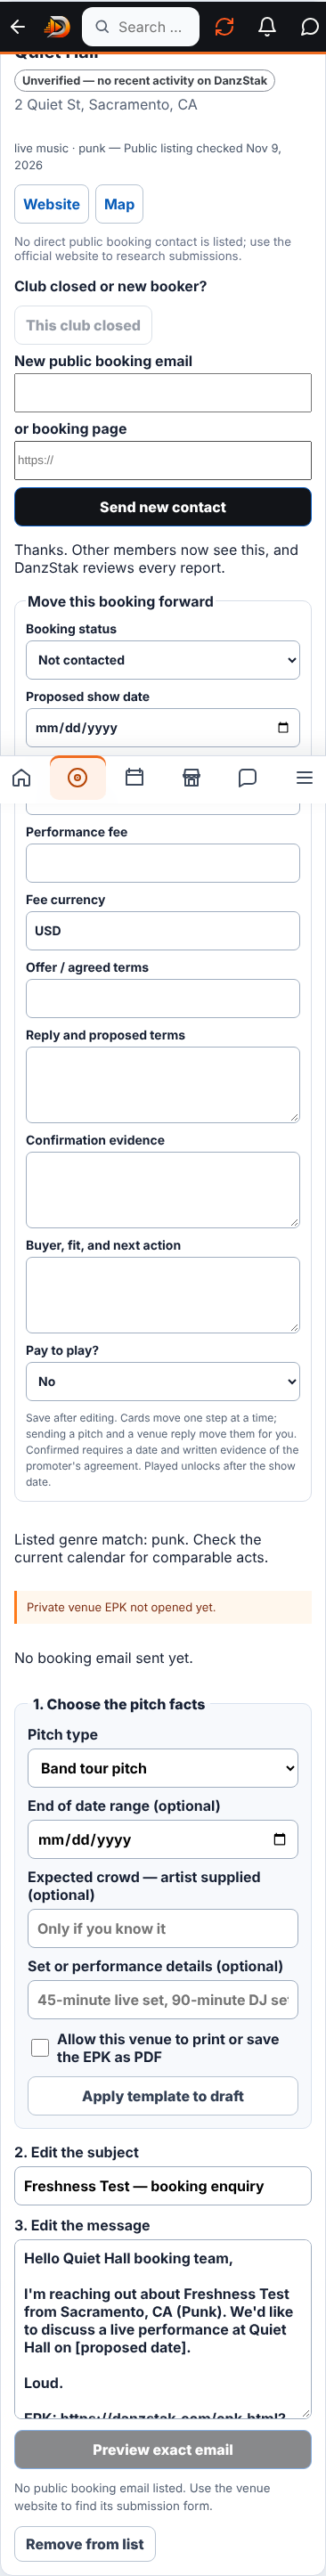 Search ...
Quiet Hall
Unverified — no recent activity on DanzStak
2 Quiet St, Sacramento, CA
live music · punk — Public listing checked Nov 9,
2026
Website Map
No direct public booking contact is listed; use the
official website to research submissions.
Club closed or new booker?
This club closed
New public booking email
or booking page
https://
Send new contact
Thanks. Other members now see this, and
DanzStak reviews every report.
Move this booking forward
Booking status
Not contacted
Proposed show date
mm/dd/yyyy
Performance fee
Fee currency
USD
Offer / agreed terms
Reply and proposed terms
Confirmation evidence
Buyer, fit, and next action
Pay to play?
No
Save after editing. Cards move one step at a time;
sending a pitch and a venue reply move them for you.
Confirmed requires a date and written evidence of the
promoter's agreement. Played unlocks after the show
date.
Listed genre match: punk. Check the
current calendar for comparable acts.
Private venue EPK not opened yet.
No booking email sent yet.
1. Choose the pitch facts
Pitch type
Band tour pitch
End of date range (optional)
mm/dd/yyyy
Expected crowd — artist supplied
(optional)
Only if you know it
Set or performance details (optional)
45-minute live set, 90-minute DJ se
Allow this venue to print or save
the EPK as PDF
Apply template to draft
2. Edit the subject
Freshness Test — booking enquiry
3. Edit the message
Hello Quiet Hall booking team,
I'm reaching out about Freshness Test
from Sacramento, CA (Punk). We'd like
to discuss a live performance at Quiet
Hall on [proposed date].
Loud.
EPK: https://danzstak.com/epk.html?
Preview exact email
No public booking email listed. Use the venue
website to find its submission form.
Remove from list